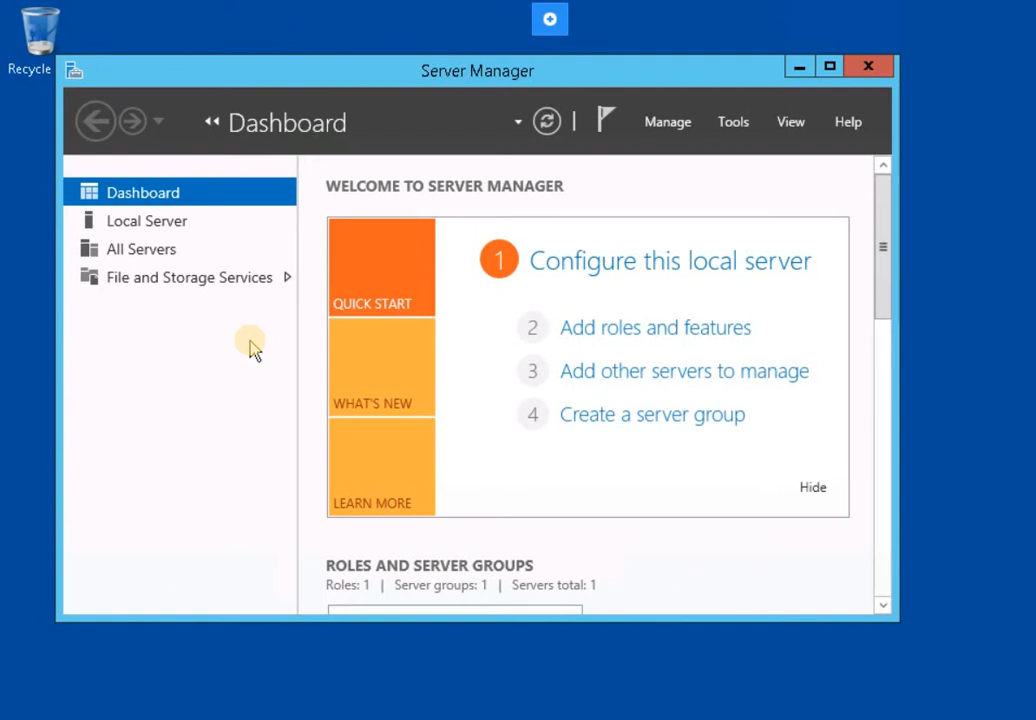 Recycle
Server Manager
Dashboard
Manage
Tools
View
Help
Dashboard
Local Server
All Servers
File and Storage Services
WELCOME TO SERVER MANAGER
QUICK START
WHAT'S NEW
LEARN MORE
1 Configure this local server
2 Add roles and features
3 Add other servers to manage
4 Create a server group
Hide
ROLES AND SERVER GROUPS
Roles: 1 | Server groups: 1 | Servers total: 1